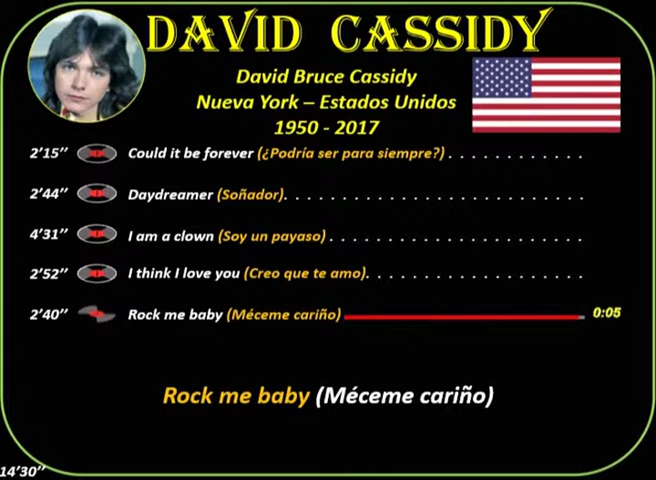 DAVID CASSIDY
David Bruce Cassidy
Nueva York – Estados Unidos
1950 - 2017
2’15’’ Could it be forever (¿Podría ser para siempre?) . . . . . . . . . . . .
2’44’’ Daydreamer (Soñador). . . . . . . . . . . . . . . . . . . . . . . . . .
4’31’’ I am a clown (Soy un payaso) . . . . . . . . . . . . . . . . . . . . . .
2’52’’ I think I love you (Creo que te amo). . . . . . . . . . . . . . . . . . .
2’40’’ Rock me baby (Méceme cariño) 0:05
Rock me baby (Méceme cariño)
14’30’’